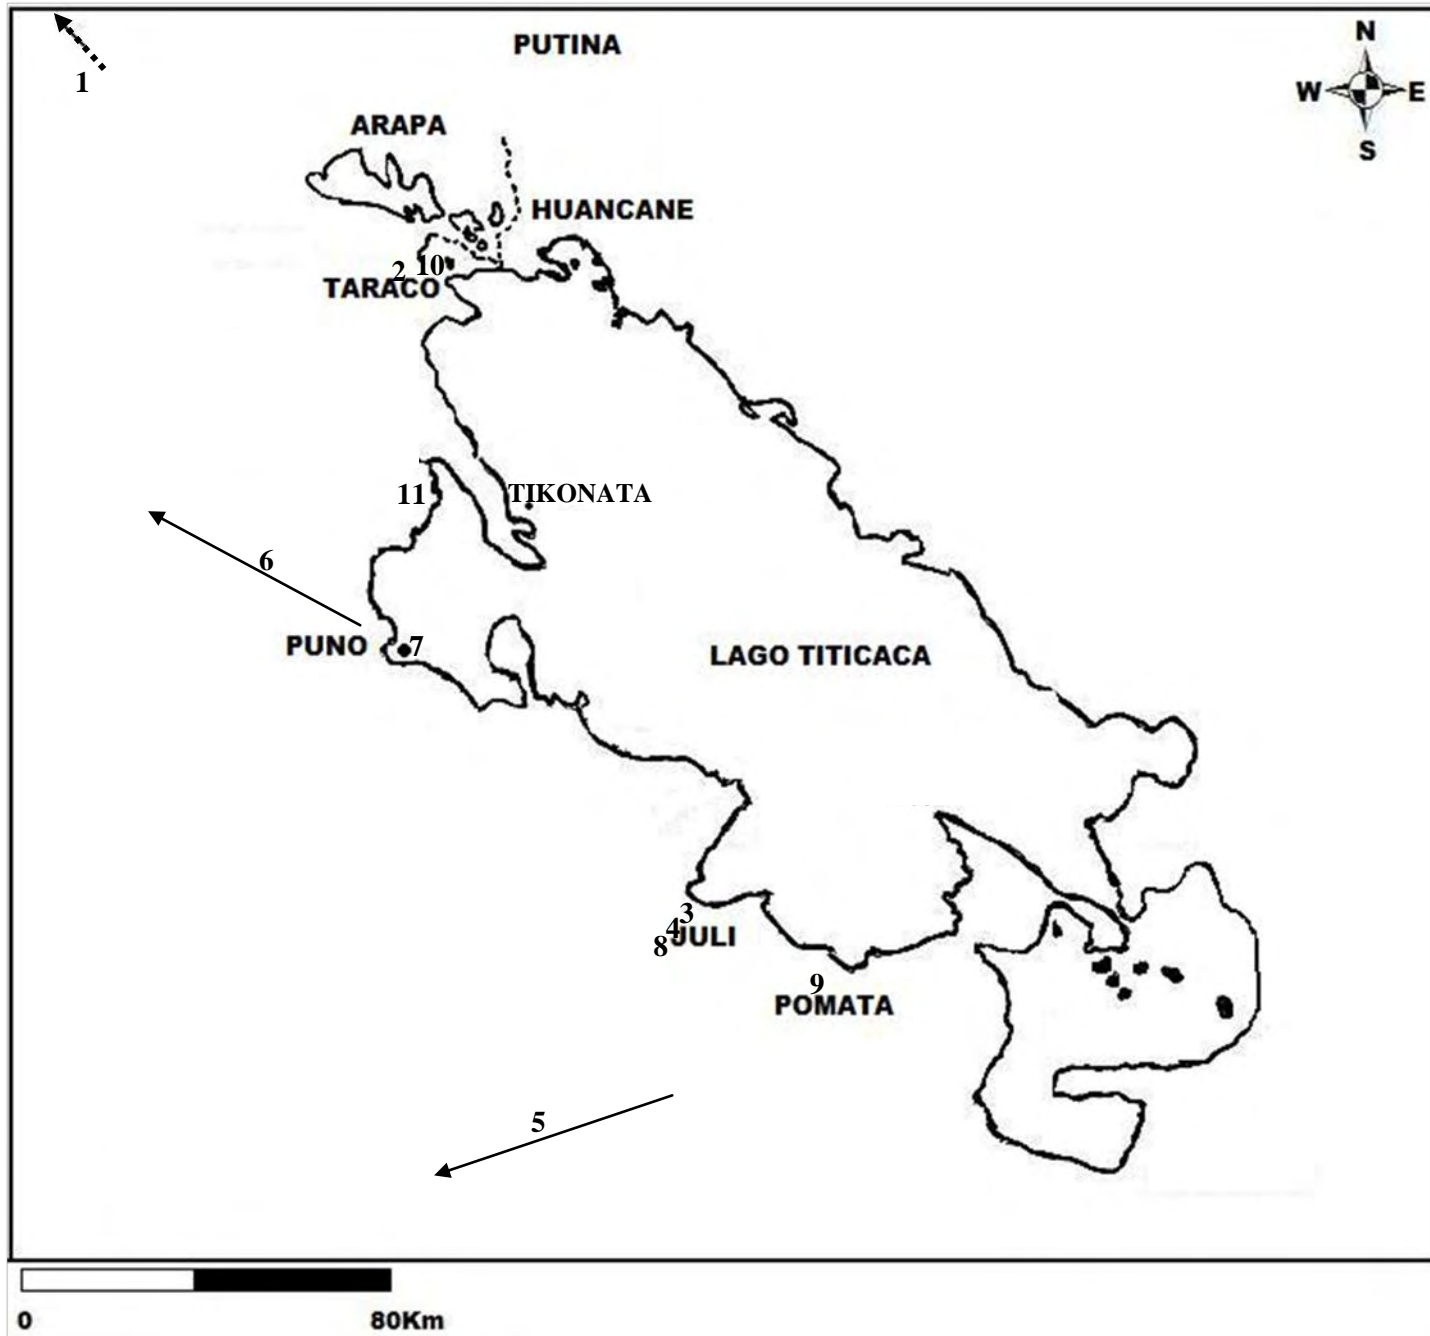 1
PUTINA
N
W E
S
ARAPA
HUANCANE
2 10
TARACO
11
TIKONATA
6
PUNO 7
LAGO TITICACA
3
4
8 JULI
9
POMATA
5
0 80Km